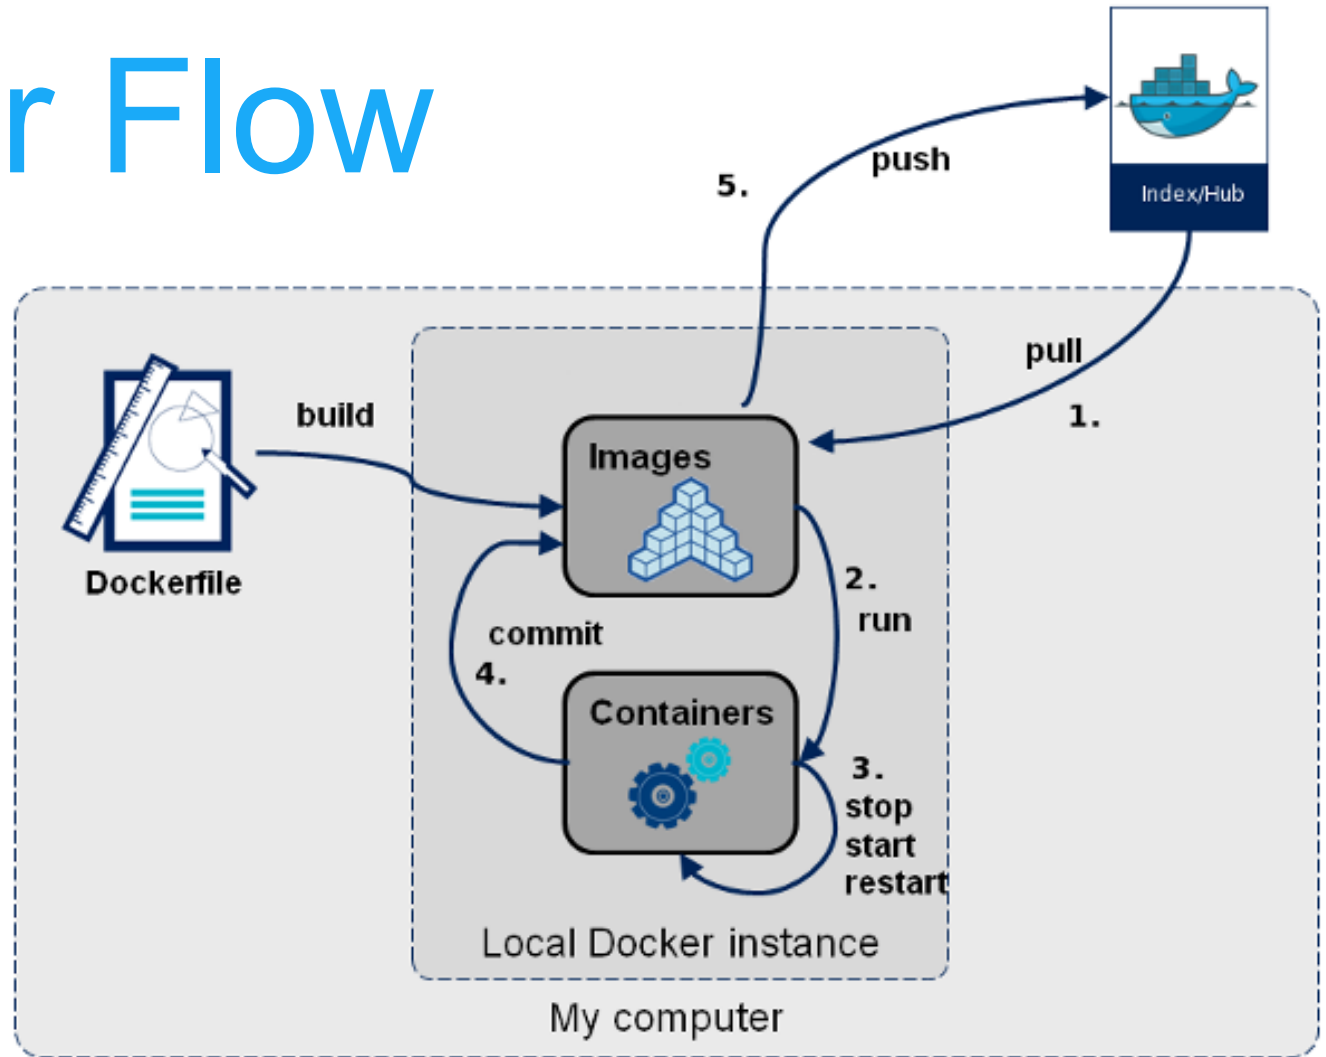 r Flow
5.
push
Index/Hub
pull
1.
build
Images
Dockerfile
2.
run
commit
4.
Containers
3.
stop
start
restart
Local Docker instance
My computer